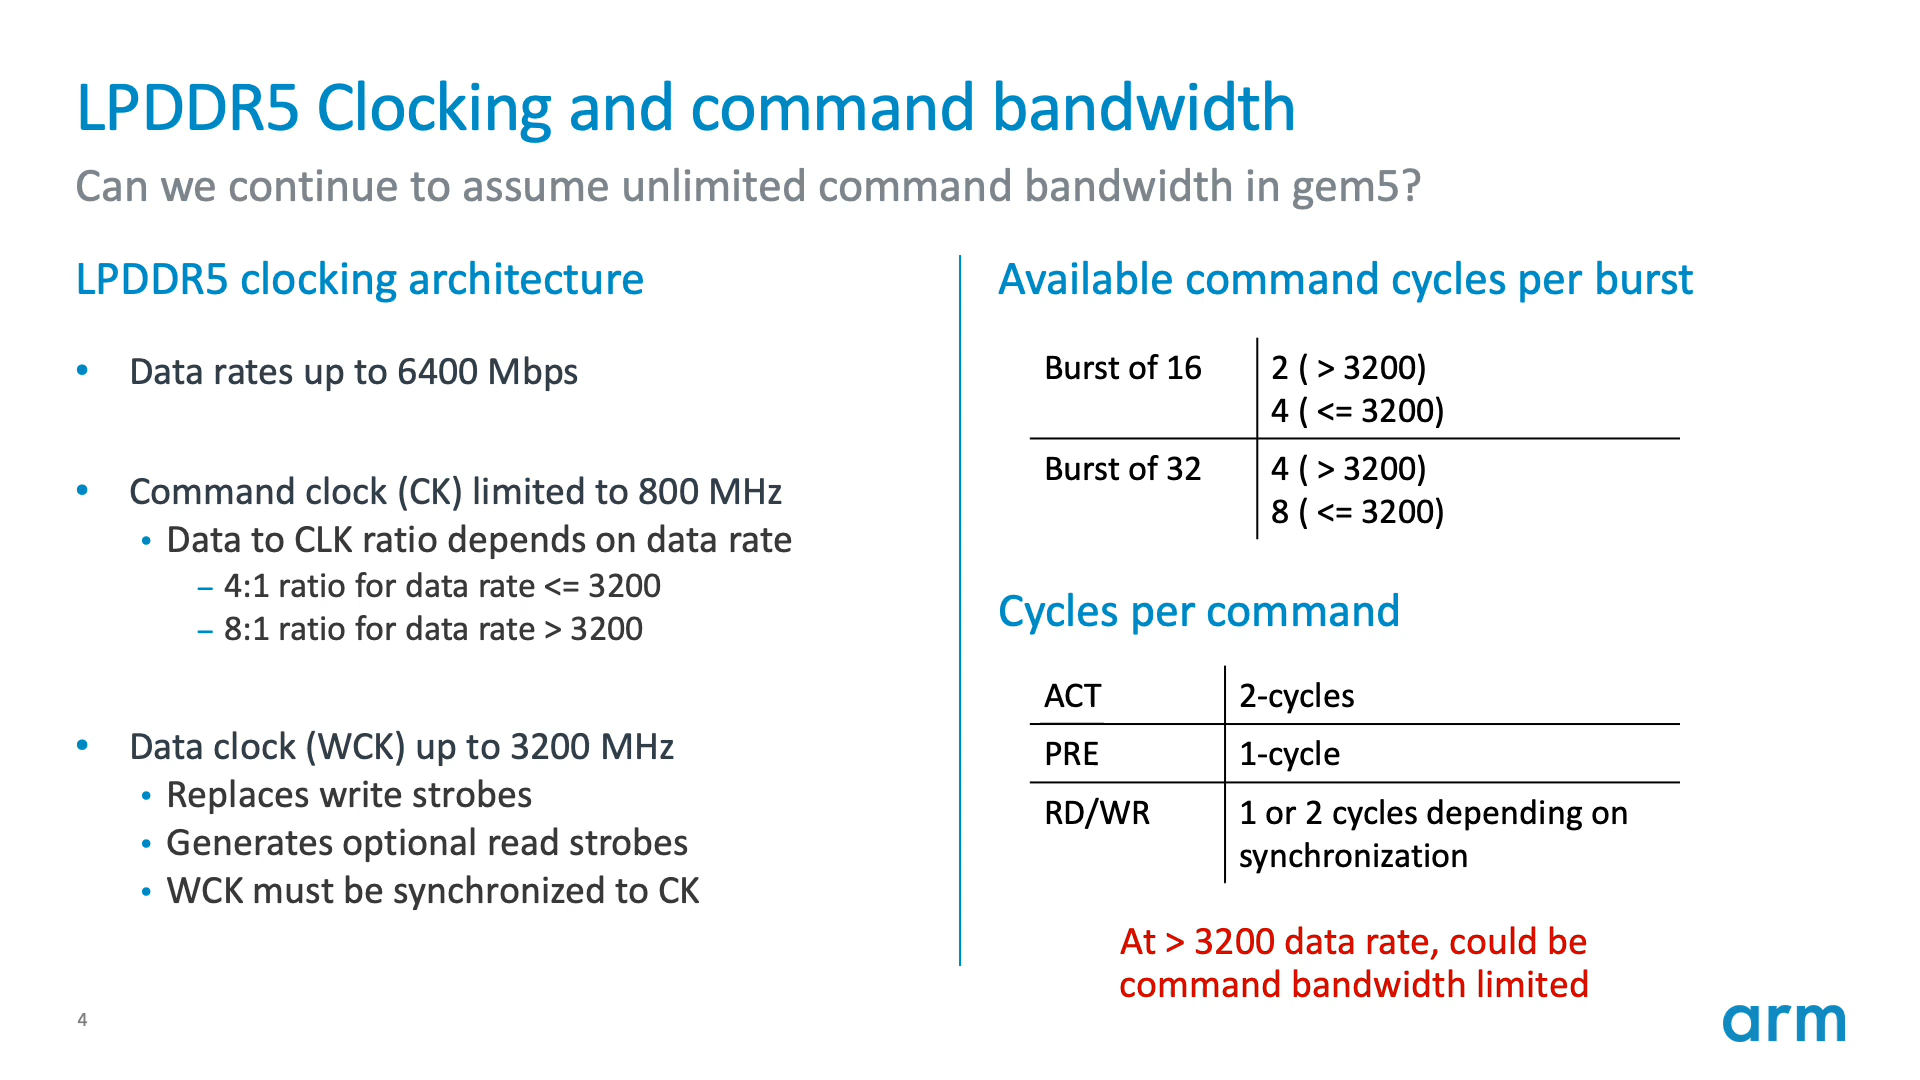 LPDDR5 Clocking and command bandwidth
Can we continue to assume unlimited command bandwidth in gem5?
LPDDR5 clocking architecture
• Data rates up to 6400 Mbps
• Command clock (CK) limited to 800 MHz
• Data to CLK ratio depends on data rate
– 4:1 ratio for data rate <= 3200
– 8:1 ratio for data rate > 3200
• Data clock (WCK) up to 3200 MHz
• Replaces write strobes
• Generates optional read strobes
• WCK must be synchronized to CK
Available command cycles per burst
Burst of 16 2 ( > 3200)
4 ( <= 3200)
Burst of 32 4 ( > 3200)
8 ( <= 3200)
Cycles per command
ACT 2-cycles
PRE 1-cycle
RD/WR 1 or 2 cycles depending on
synchronization
At > 3200 data rate, could be
command bandwidth limited
4
arm